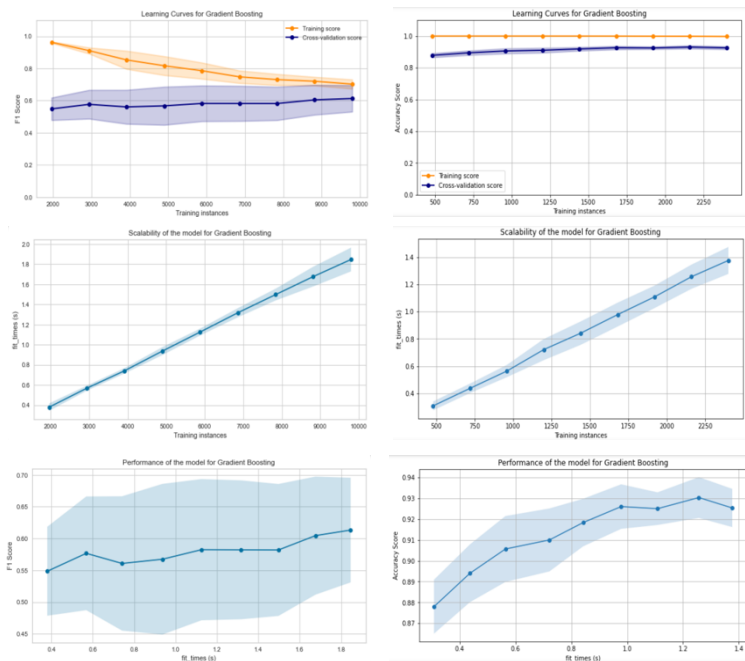 Learning Curves for Gradient Boosting
Training score
Cross-validation score
F1 Score
1.0
0.8
0.6
0.4
0.2
0.0
2000 3000 4000 5000 6000 7000 8000 9000 10000
Training instances
Learning Curves for Gradient Boosting
Accuracy Score
1.0
0.8
0.6
0.4
0.2
0.0
Training score
Cross-validation score
500 750 1000 1250 1500 1750 2000 2250
Training instances
Scalability of the model for Gradient Boosting
fit_times (s)
2.0
1.8
1.6
1.4
1.2
1.0
0.8
0.6
0.4
2000 3000 4000 5000 6000 7000 8000 9000 10000
Training instances
Scalability of the model for Gradient Boosting
fit_times (s)
1.4
1.2
1.0
0.8
0.6
0.4
500 750 1000 1250 1500 1750 2000 2250
Training instances
Performance of the model for Gradient Boosting
F1 Score
0.70
0.65
0.60
0.55
0.50
0.45
0.4 0.6 0.8 1.0 1.2 1.4 1.6 1.8
fit_times (s)
Performance of the model for Gradient Boosting
Accuracy Score
0.94
0.93
0.92
0.91
0.90
0.89
0.88
0.87
0.4 0.6 0.8 1.0 1.2 1.4
fit_times (s)